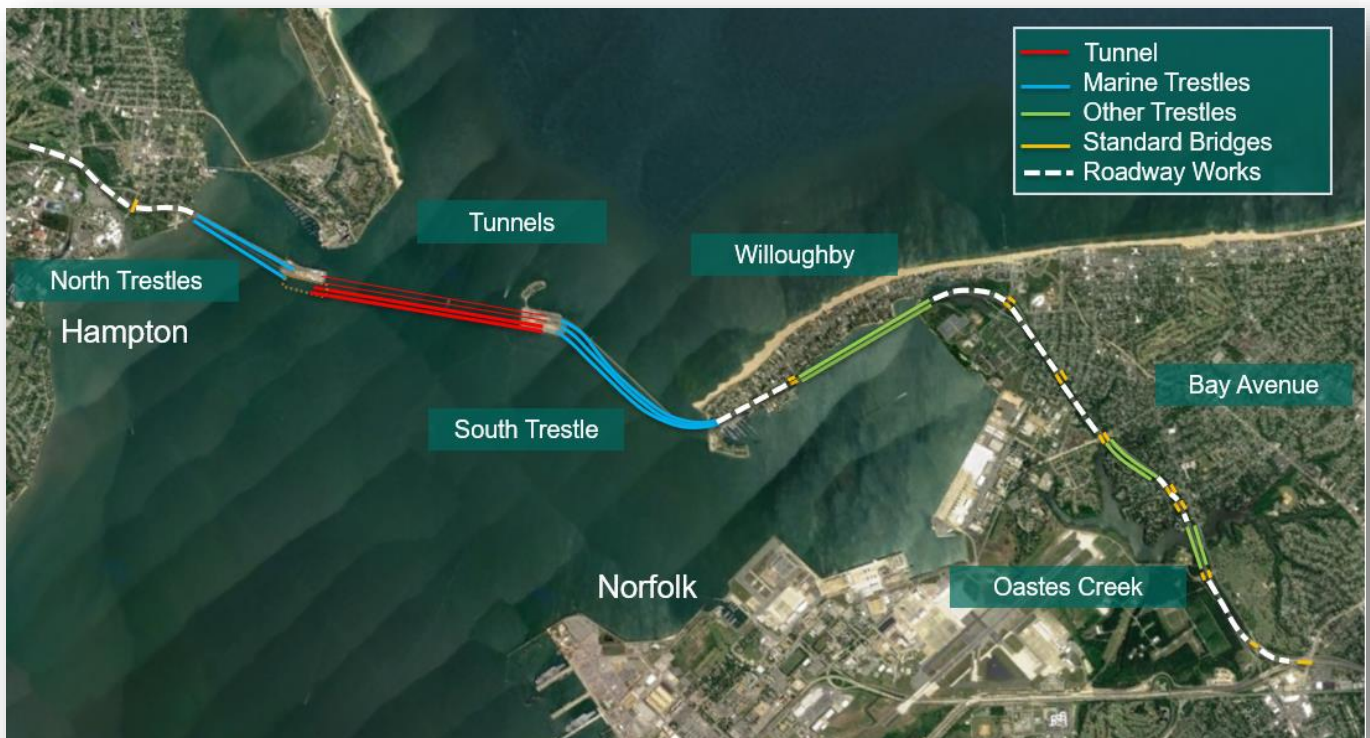 Tunnel
Marine Trestles
Other Trestles
Standard Bridges
Roadway Works
Tunnels
Willoughby
North Trestles
Hampton
Bay Avenue
South Trestle
Norfolk
Oastes Creek